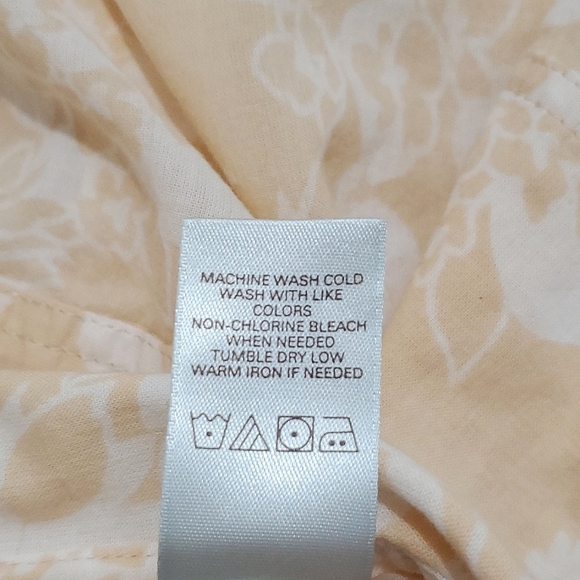 MACHINE WASH COLD
WASH WITH LIKE
COLORS
NON-CHLORINE BLEACH
WHEN NEEDED
TUMBLE DRY LOW
WARM IRON IF NEEDED